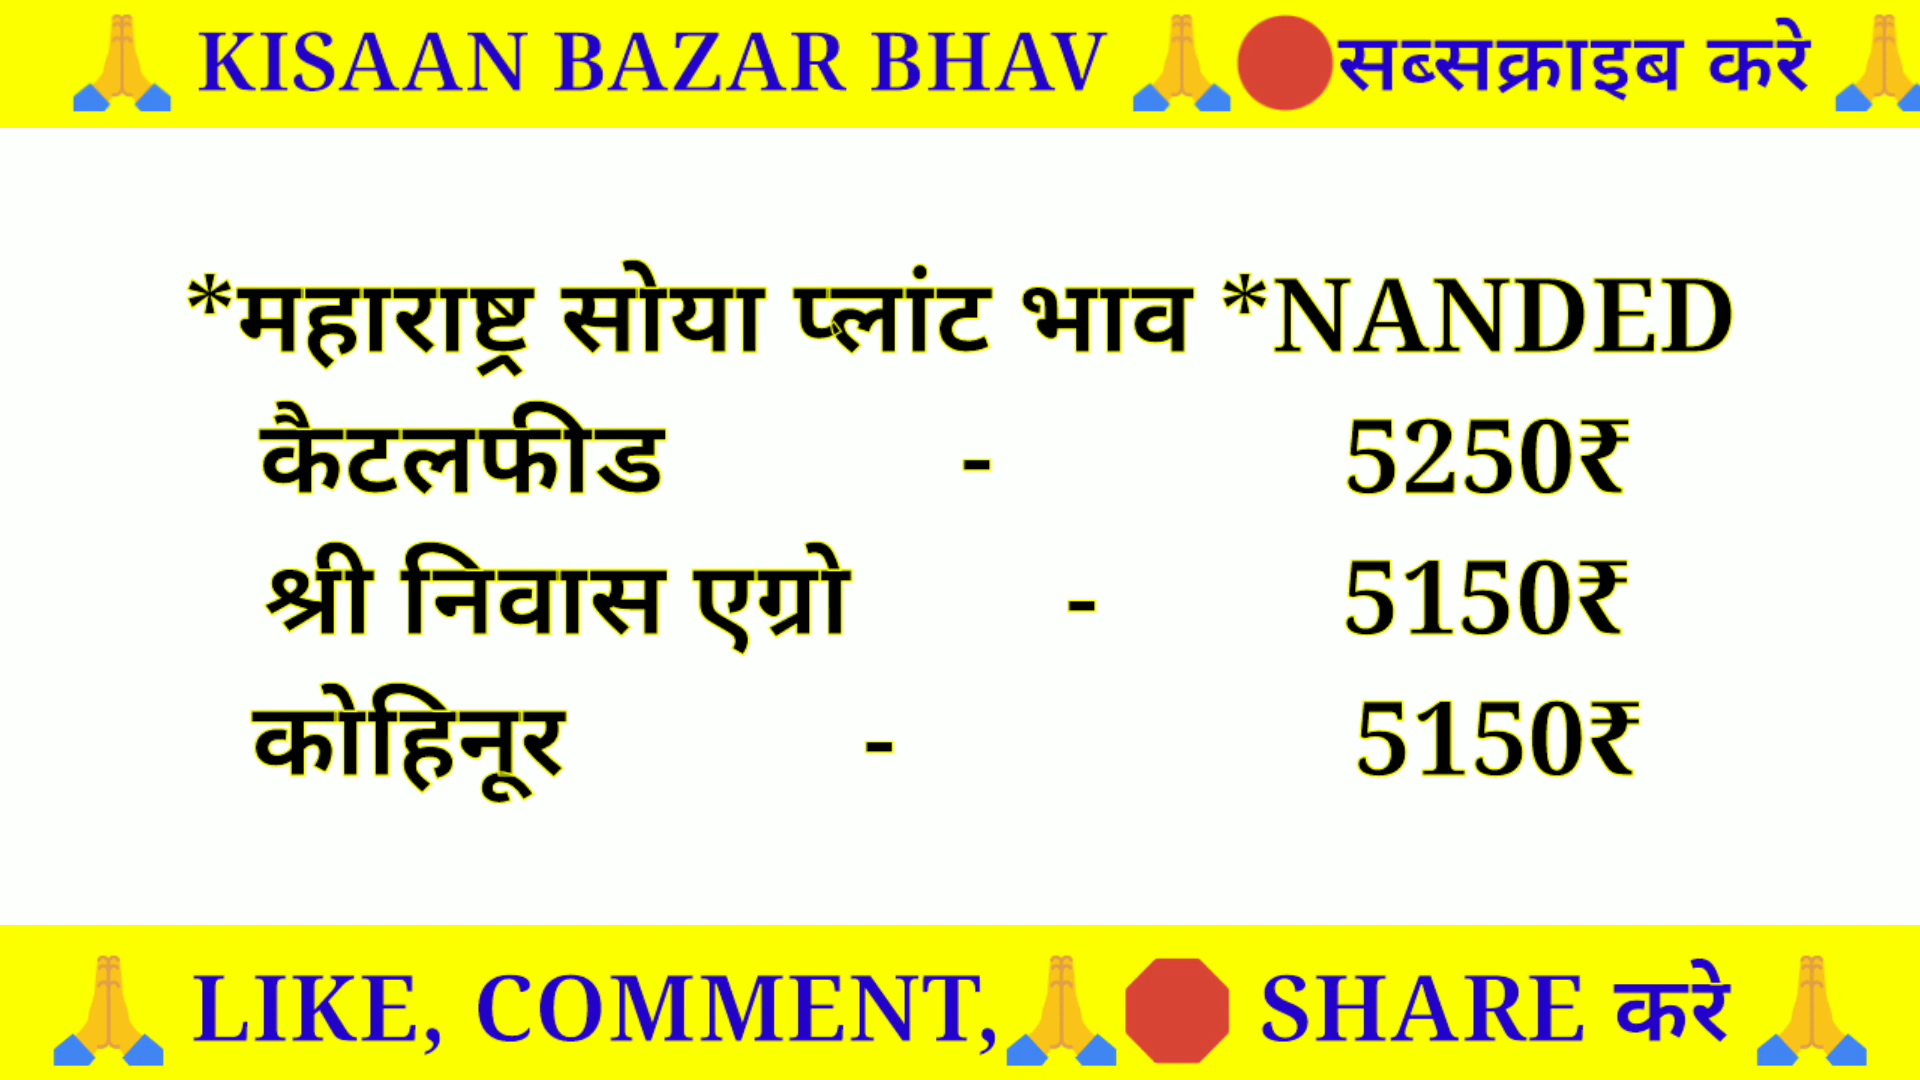 🙏 KISAAN BAZAR BHAV 🙏🔴सब्सक्राइब करे 🙏
*महाराष्ट्र सोया प्लांट भाव *NANDED
कैटलफीड - 5250₹
श्री निवास एग्रो - 5150₹
कोहिनूर - 5150₹
🙏 LIKE, COMMENT,🙏🛑 SHARE करे 🙏